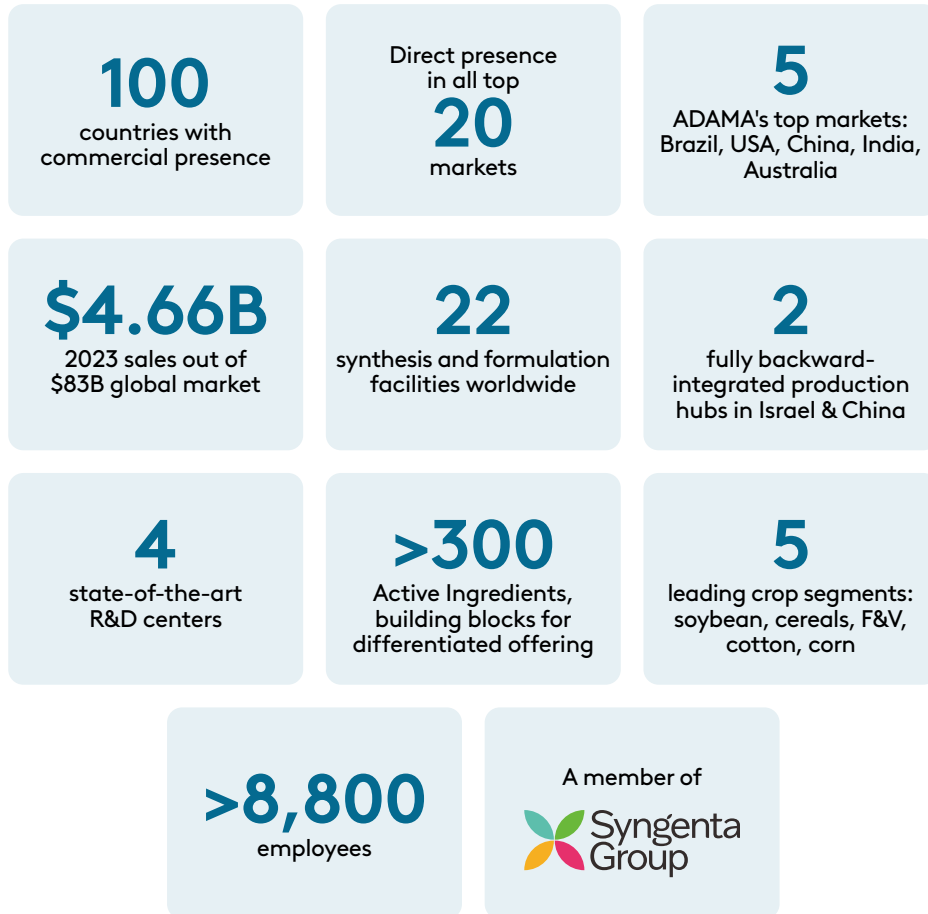 100
countries with
commercial presence
Direct presence
in all top
20
markets
5
ADAMA's top markets:
Brazil, USA, China, India,
Australia
$4.66B
2023 sales out of
$83B global market
22
synthesis and formulation
facilities worldwide
2
fully backward-
integrated production
hubs in Israel & China
4
state-of-the-art
R&D centers
>300
Active Ingredients,
building blocks for
differentiated offering
5
leading crop segments:
soybean, cereals, F&V,
cotton, corn
>8,800
employees
A member of
Syngenta
Group